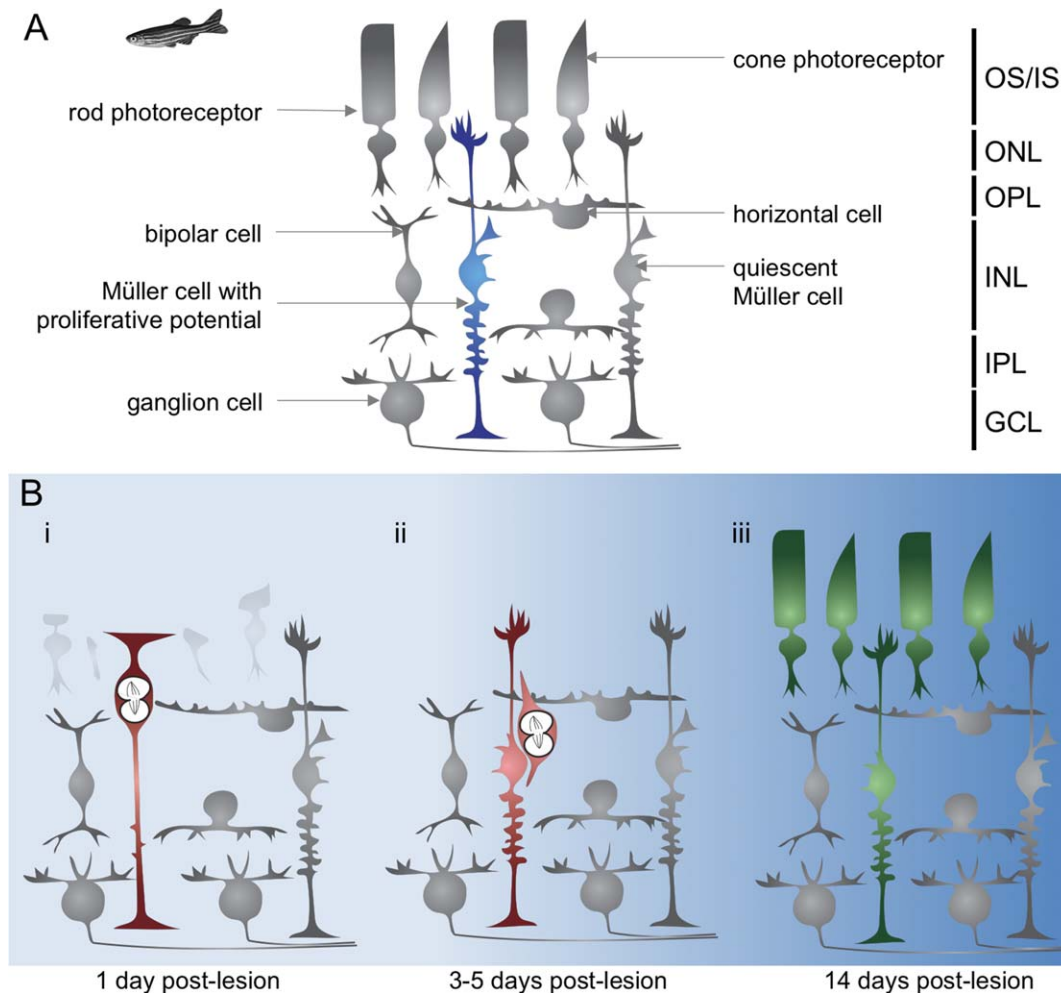 A
cone photoreceptor
OS/IS
rod photoreceptor
ONL
OPL
bipolar cell
horizontal cell
INL
Müller cell with
proliferative potential
quiescent
Müller cell
IPL
ganglion cell
GCL
B
i
ii
iii
1 day post-lesion
3-5 days post-lesion
14 days post-lesion